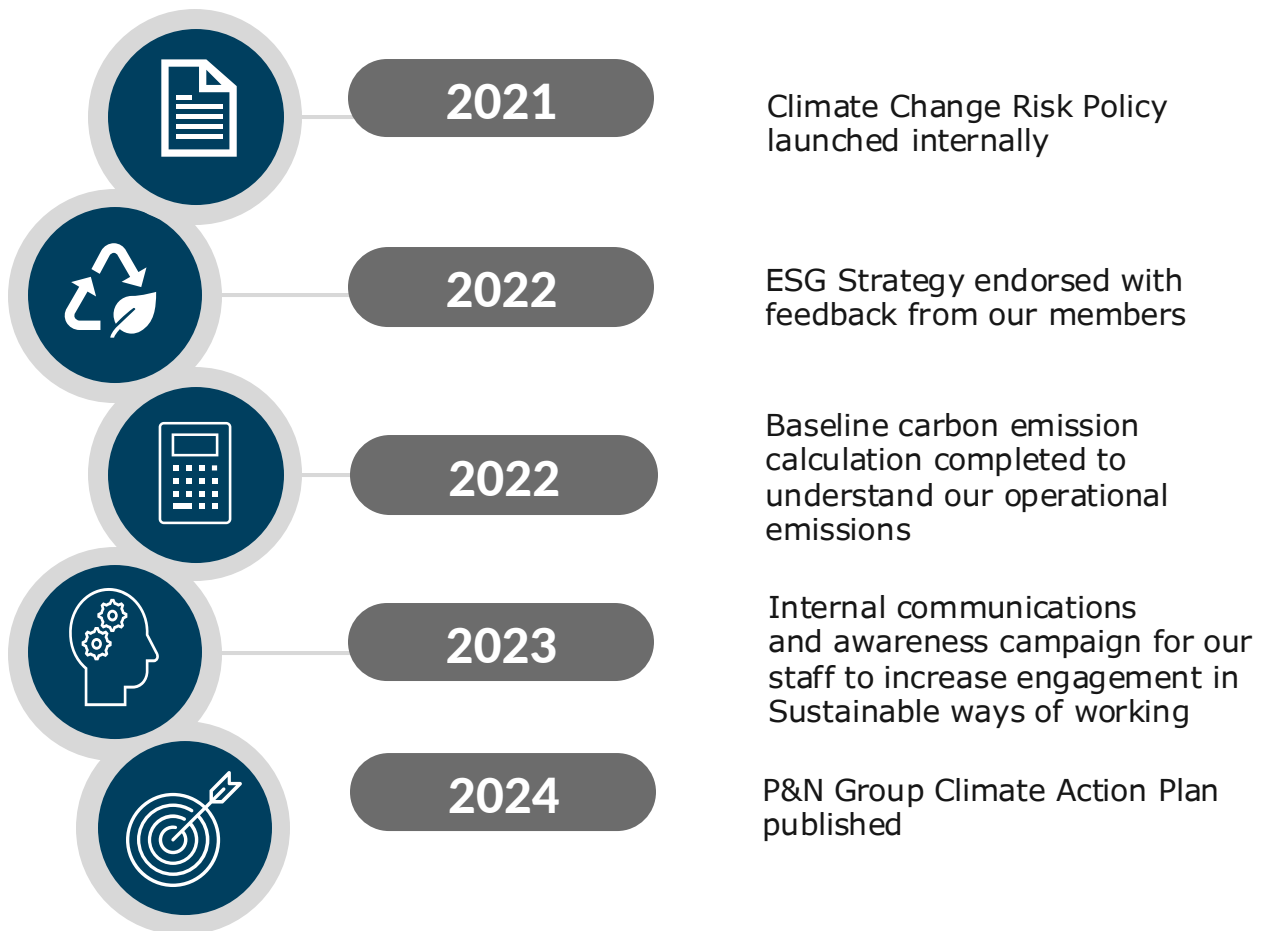 2021
Climate Change Risk Policy
launched internally
2022
ESG Strategy endorsed with
feedback from our members
2022
Baseline carbon emission
calculation completed to
understand our operational
emissions
2023
Internal communications
and awareness campaign for our
staff to increase engagement in
Sustainable ways of working
2024
P&N Group Climate Action Plan
published